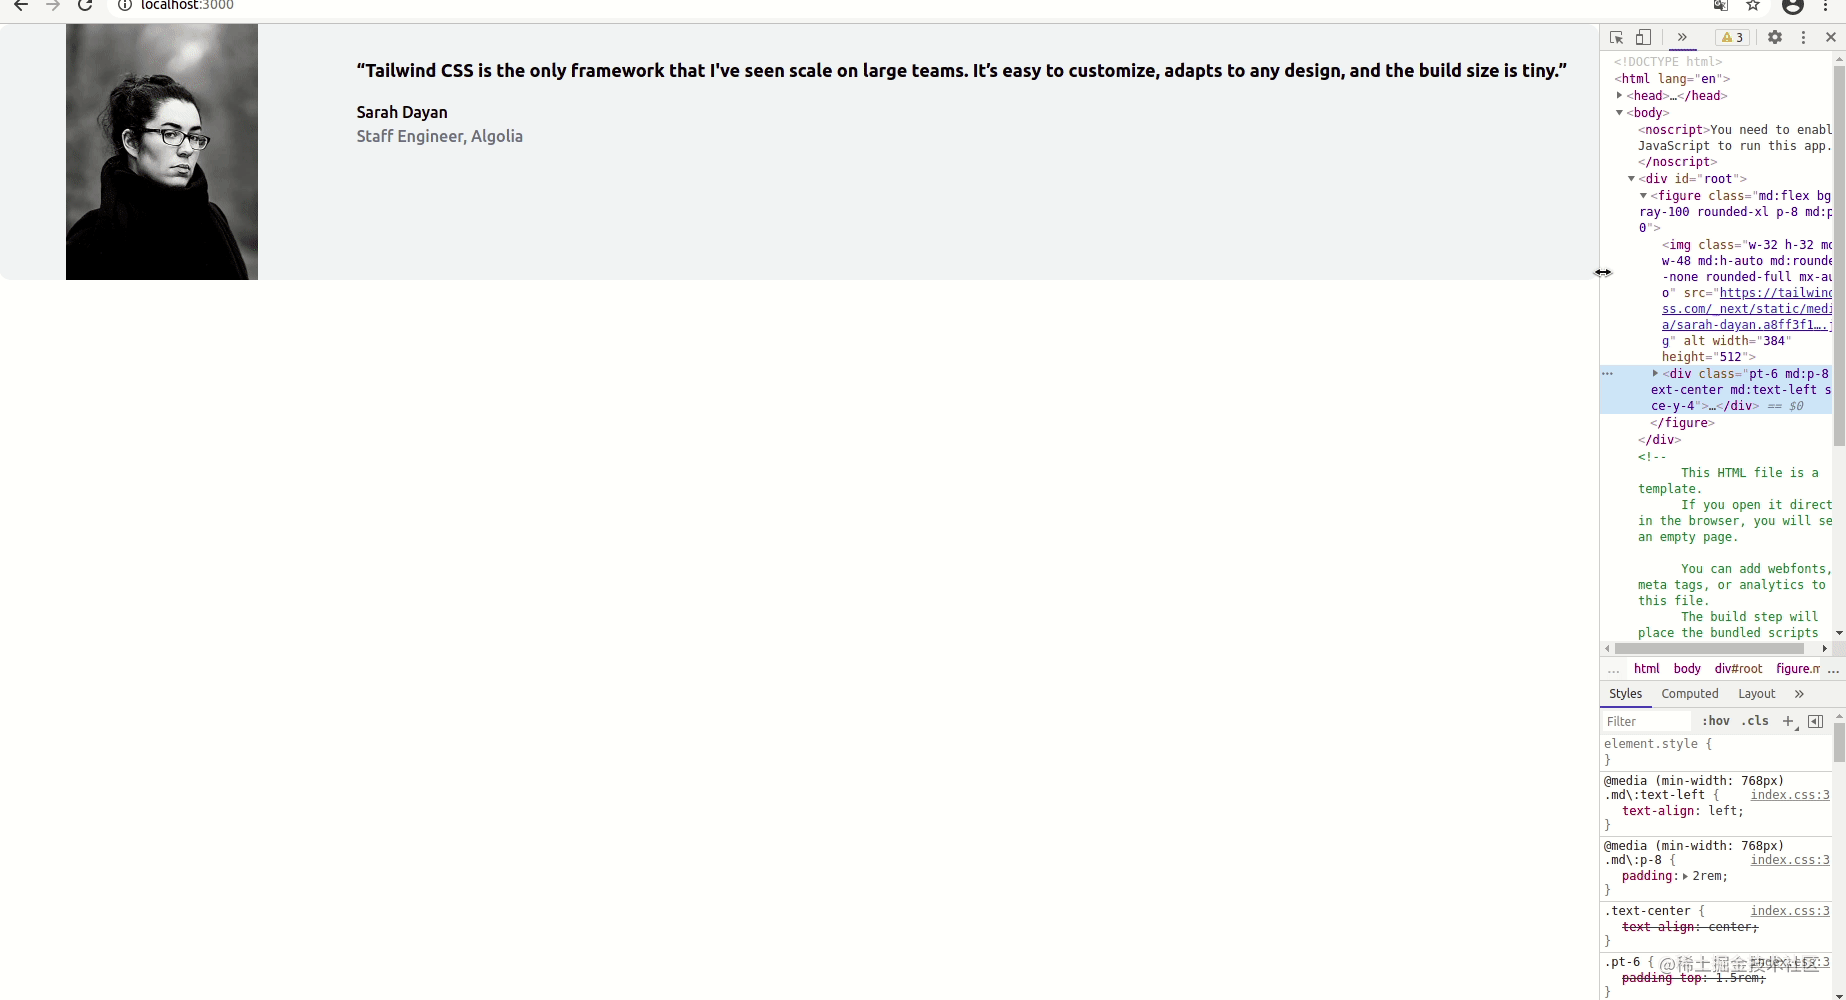 localhost:3000
“Tailwind CSS is the only framework that I've seen scale on large teams. It’s easy to customize, adapts to any design, and the build size is tiny.”
Sarah Dayan
Staff Engineer, Algolia
3
<!DOCTYPE html>
<html lang="en">
<head>…</head>
<body>
<noscript>You need to enabl
JavaScript to run this app.
</noscript>
<div id="root">
<figure class="md:flex bg
ray-100 rounded-xl p-8 md:p
0">
<img class="w-32 h-32 md
w-48 md:h-auto md:rounde
-none rounded-full mx-au
o" src="https://tailwind
ss.com/_next/static/medi
a/sarah-dayan.a8ff3f1….j
g" alt width="384"
height="512">
… <div class="pt-6 md:p-8
ext-center md:text-left s
ce-y-4">…</div> == $0
</figure>
</div>
<!--
This HTML file is a
template.
If you open it direct
in the browser, you will se
an empty page.
You can add webfonts,
meta tags, or analytics to
this file.
The build step will
place the bundled scripts
… html body div#root figure.m …
Styles Computed Layout »
Filter :hov .cls +
element.style {
}
@media (min-width: 768px)
.md\:text-left { index.css:3
text-align: left;
}
@media (min-width: 768px)
.md\:p-8 { index.css:3
padding: 2rem;
}
.text-center { index.css:3
text-align: center;
}
.pt-6 { index.css:3
padding-top: 1.5rem;
}
@稀土掘金技术社区